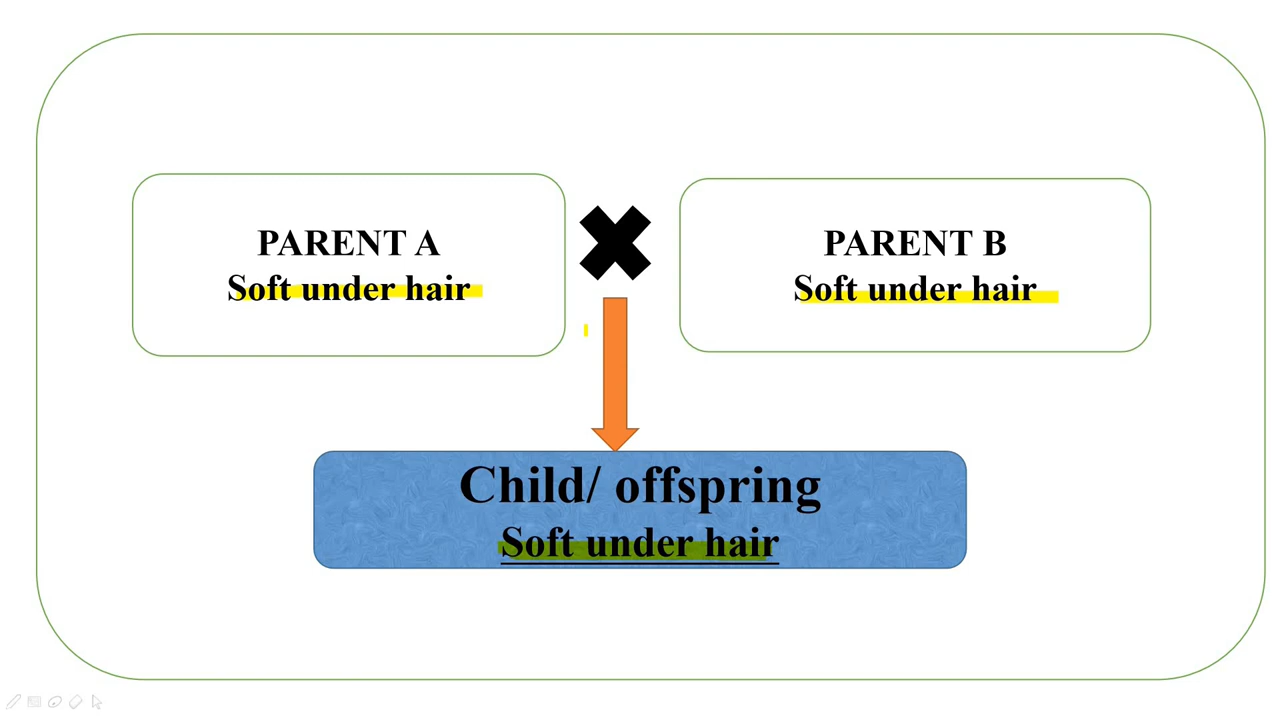 PARENT A
Soft under hair
PARENT B
Soft under hair
Child/ offspring
Soft under hair